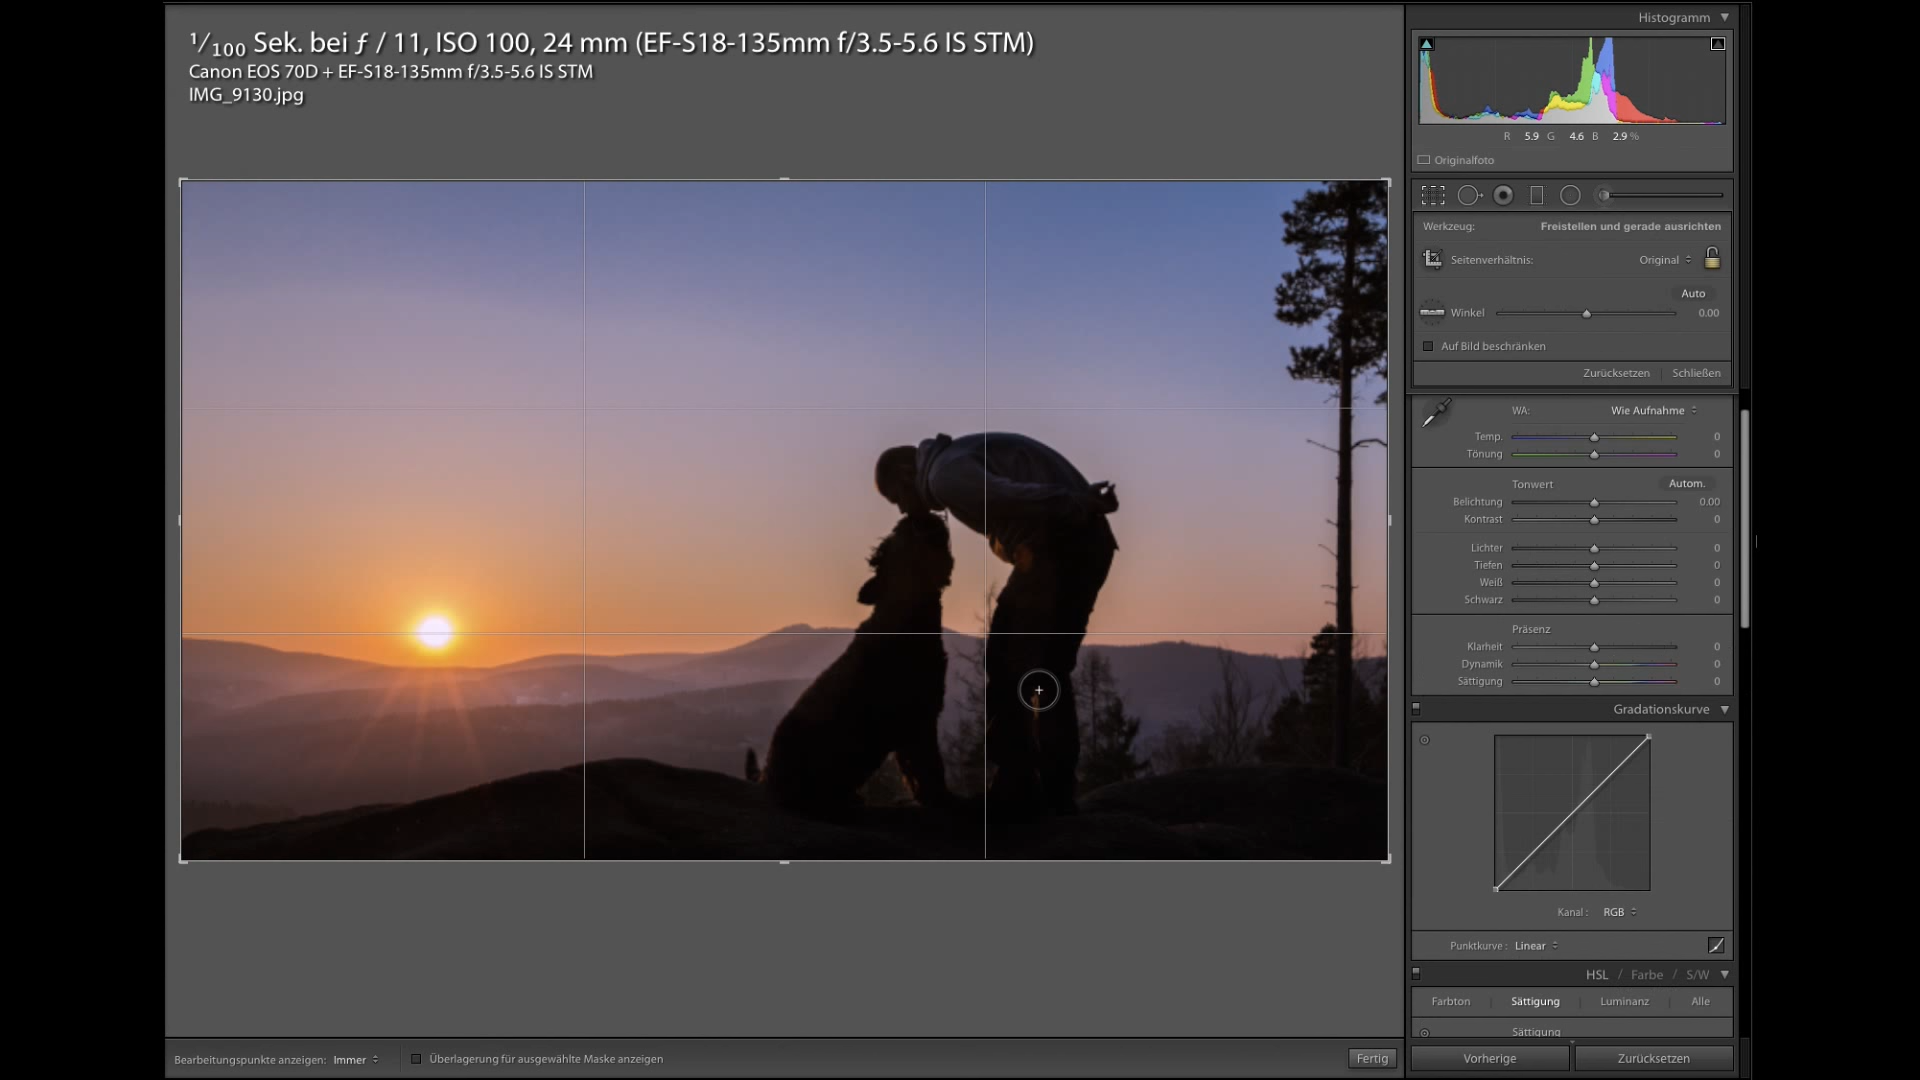 1/100 Sek. bei ƒ / 11, ISO 100, 24 mm (EF-S18-135mm f/3.5-5.6 IS STM)
Canon EOS 70D + EF-S18-135mm f/3.5-5.6 IS STM
IMG_9130.jpg
Histogramm
R 5.9 G 4.6 B 2.9 %
Originalfoto
Werkzeug: Freistellen und gerade ausrichten
Seitenverhältnis: Original
Auto
Winkel 0.00
Auf Bild beschränken
Zurücksetzen Schließen
WA: Wie Aufnahme
Temp. 0
Tönung 0
Tonwert Autom.
Belichtung 0.00
Kontrast 0
Lichter 0
Tiefen 0
Weiß 0
Schwarz 0
Präsenz
Klarheit 0
Dynamik 0
Sättigung 0
Gradationskurve
Kanal : RGB
Punktkurve : Linear
HSL / Farbe / S/W
Farbton Sättigung Luminanz Alle
Sättigung
Bearbeitungspunkte anzeigen: Immer Überlagerung für ausgewählte Maske anzeigen Fertig
Vorherige Zurücksetzen